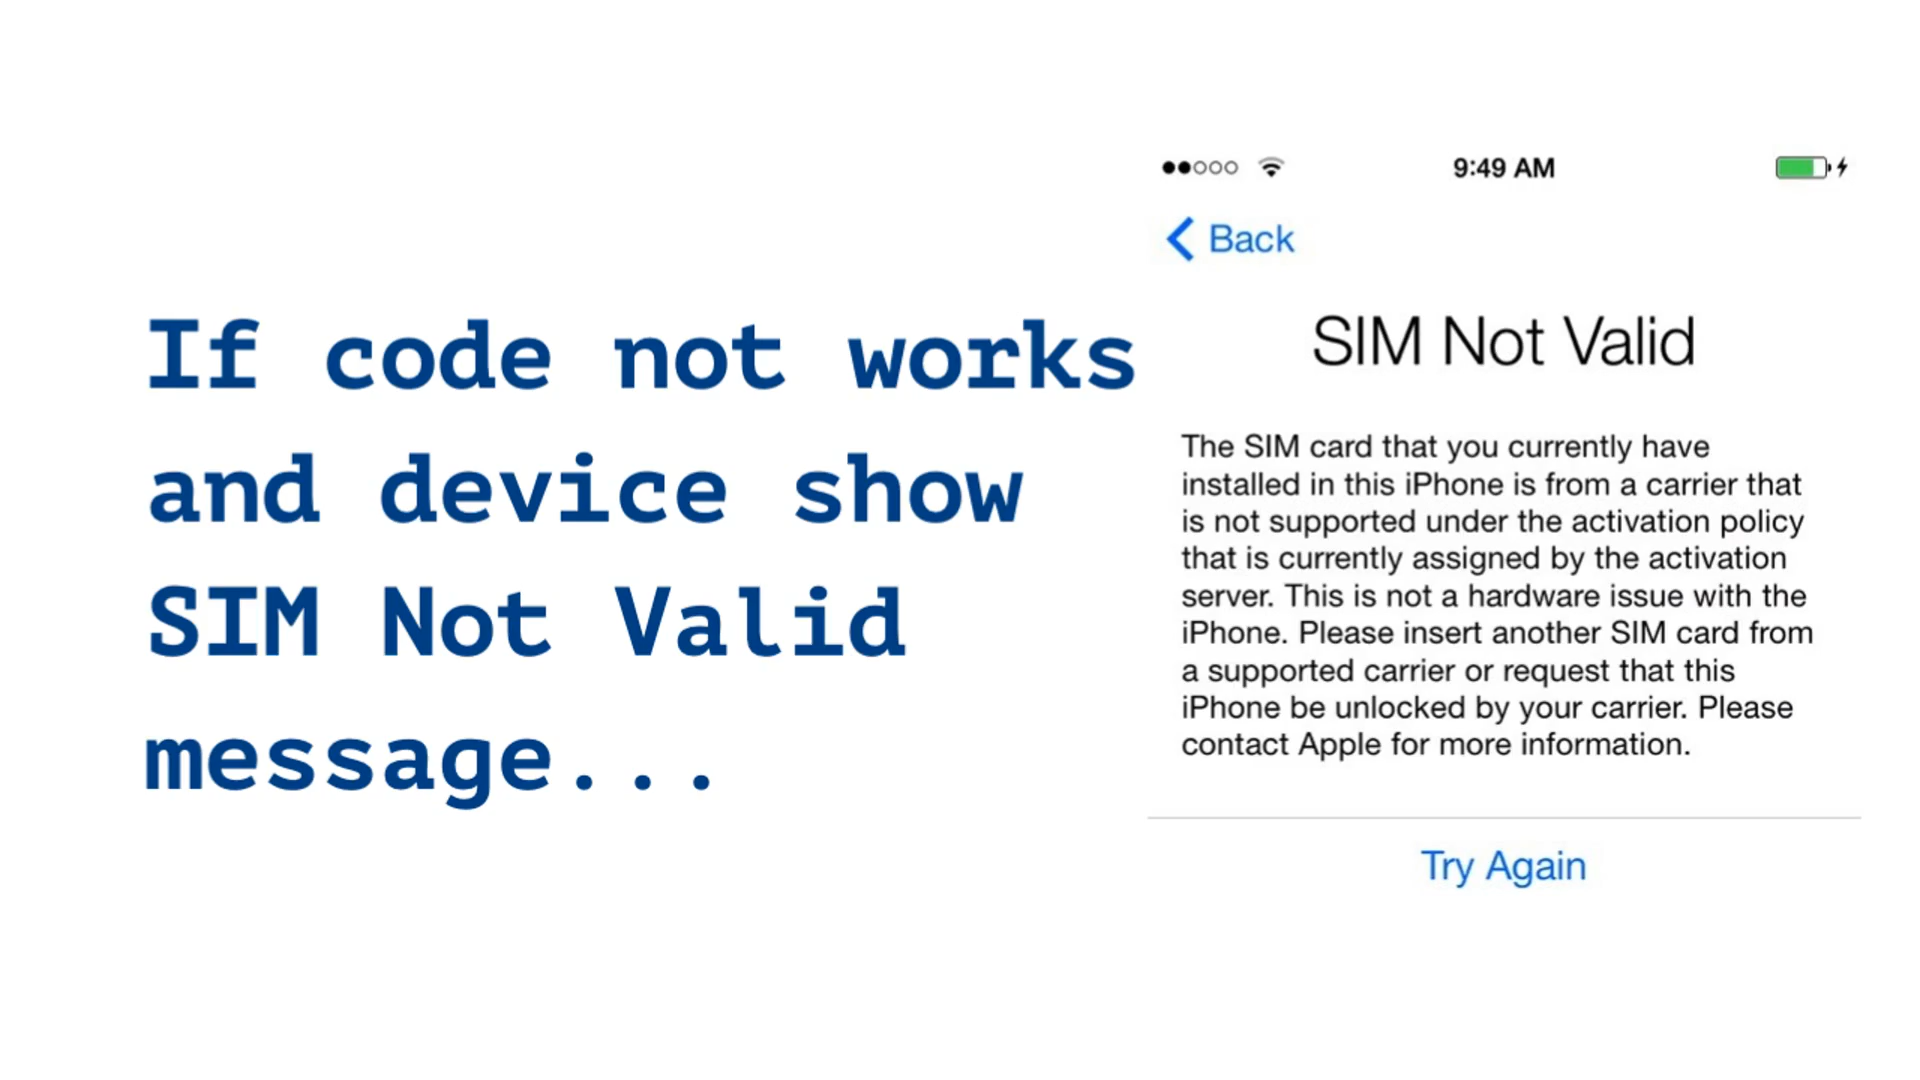 If code not works
and device show
SIM Not Valid
message...
9:49 AM
Back
SIM Not Valid
The SIM card that you currently have
installed in this iPhone is from a carrier that
is not supported under the activation policy
that is currently assigned by the activation
server. This is not a hardware issue with the
iPhone. Please insert another SIM card from
a supported carrier or request that this
iPhone be unlocked by your carrier. Please
contact Apple for more information.
Try Again